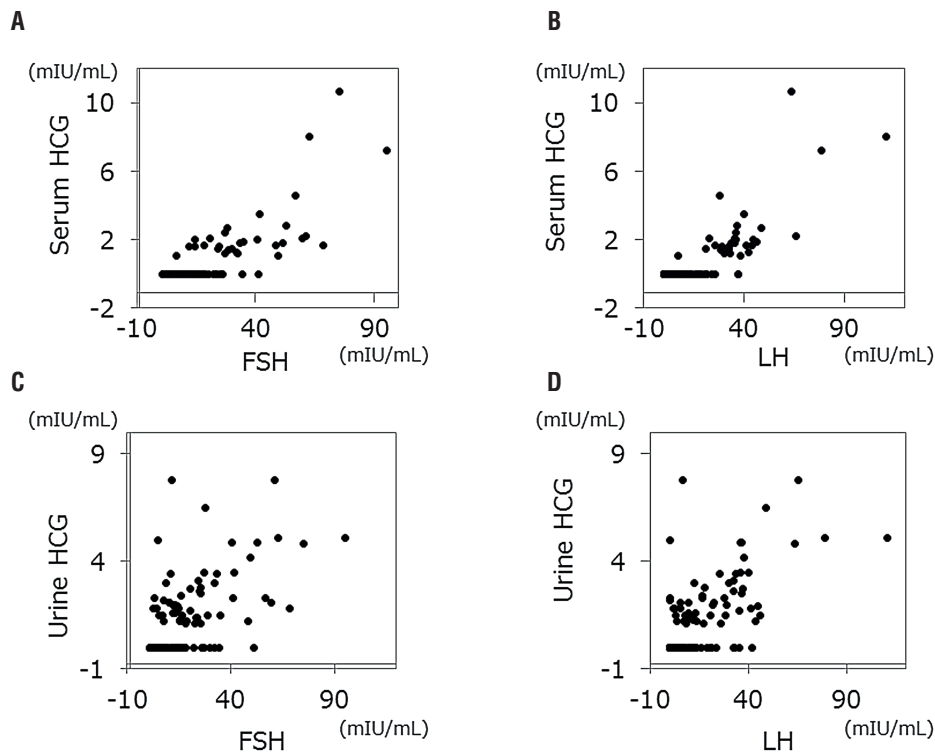 A
(mIU/mL)
10
6
2
-2
Serum HCG
-10 40 90
FSH (mIU/mL)
B
(mIU/mL)
10
6
2
-2
Serum HCG
-10 40 90
LH (mIU/mL)
C
(mIU/mL)
9
4
-1
Urine HCG
-10 40 90
FSH (mIU/mL)
D
(mIU/mL)
9
4
-1
Urine HCG
-10 40 90
LH (mIU/mL)